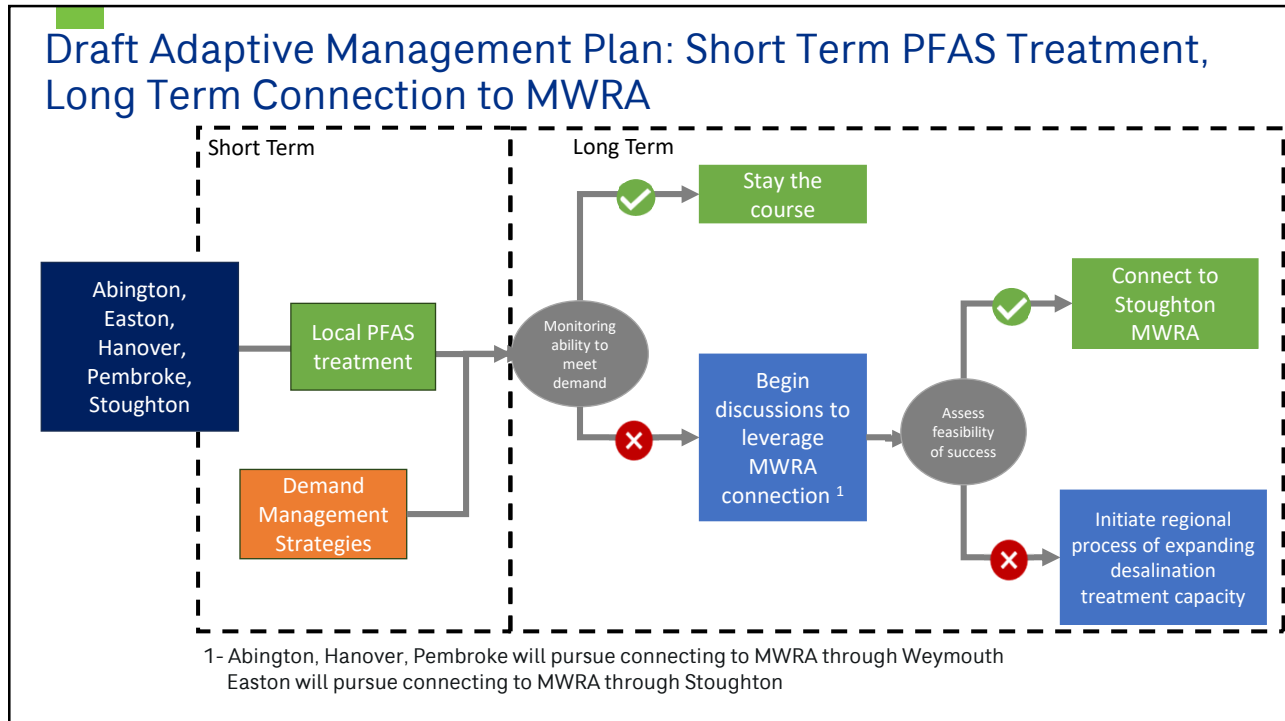 Draft Adaptive Management Plan: Short Term PFAS Treatment,
Long Term Connection to MWRA
Short Term
Long Term
Abington,
Easton,
Hanover,
Pembroke,
Stoughton
Local PFAS
treatment
Demand
Management
Strategies
Monitoring
ability to
meet
demand
Stay the
course
Begin
discussions to
leverage
MWRA
connection ¹
Assess
feasibility
of success
Connect to
Stoughton
MWRA
Initiate regional
process of expanding
desalination
treatment capacity
1- Abington, Hanover, Pembroke will pursue connecting to MWRA through Weymouth
Easton will pursue connecting to MWRA through Stoughton